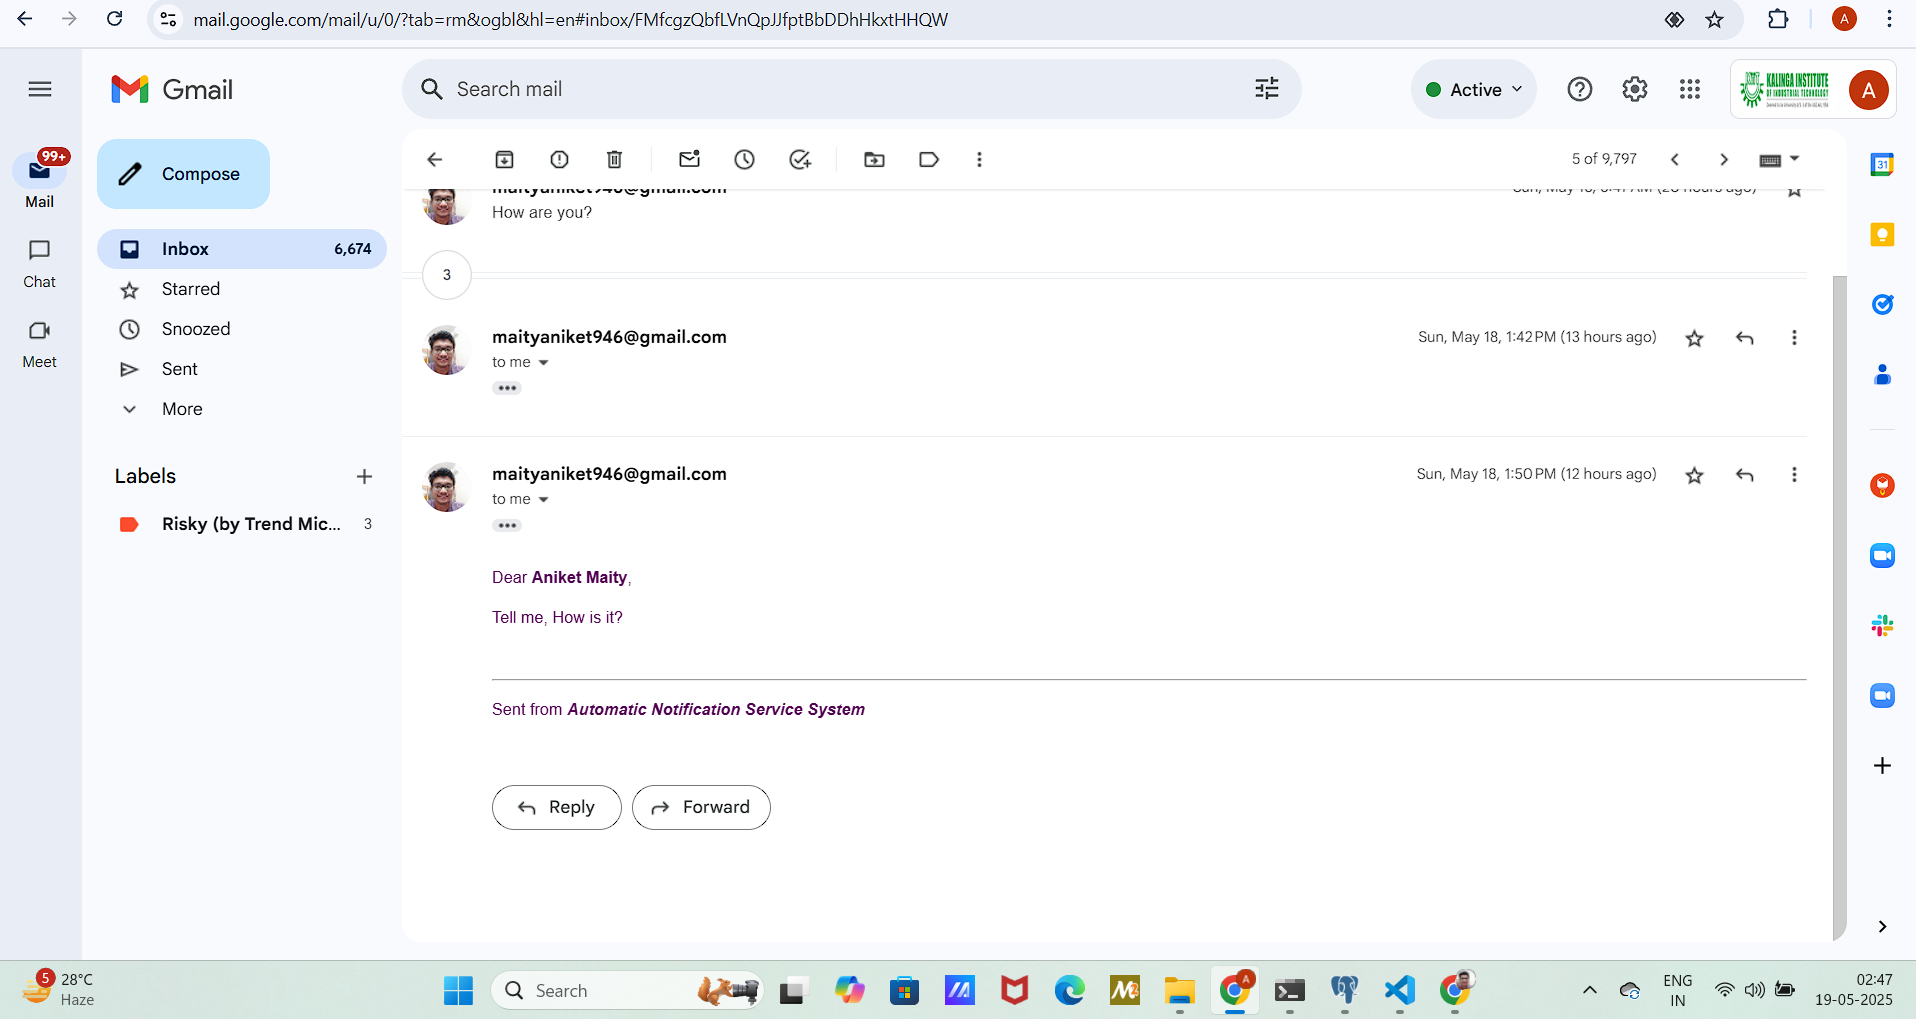 mail.google.com/mail/u/0/?tab=rm&ogbl&hl=en#inbox/FMfcgzQbfLVnQpJJfptBbDDhHkxtHHQW
A
Gmail
Search mail
Active
KALINGA INSTITUTE
OF INDUSTRIAL TECHNOLOGY
A
99+
Mail
Chat
Meet
Compose
Inbox 6,674
Starred
Snoozed
Sent
More
Labels
Risky (by Trend Mic... 3
5 of 9,797
maityaniket946@gmail.com
How are you?
3
maityaniket946@gmail.com Sun, May 18, 1:42 PM (13 hours ago)
to me
maityaniket946@gmail.com Sun, May 18, 1:50 PM (12 hours ago)
to me
Dear Aniket Maity,
Tell me, How is it?
Sent from Automatic Notification Service System
Reply Forward
31
5
28°C
Haze
Search
A
ENG
IN
02:47
19-05-2025